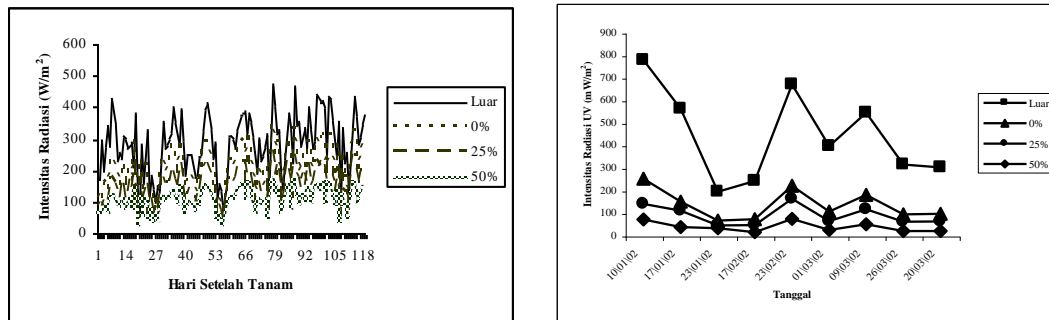 Intensitas Radiasi (W/m²)
600
500
400
300
200
100
0
1 14 27 40 53 66 79 92 105 118
Hari Setelah Tanam
Luar
0%
25%
50%
Intensitas Radiasi UV (mW/m²)
900
800
700
600
500
400
300
200
100
0
10/01/02 17/01/02 23/01/02 17/02/02 23/02/02 01/03/02 09/03/02 26/03/02 20/03/02
Tanggal
Luar
0%
25%
50%